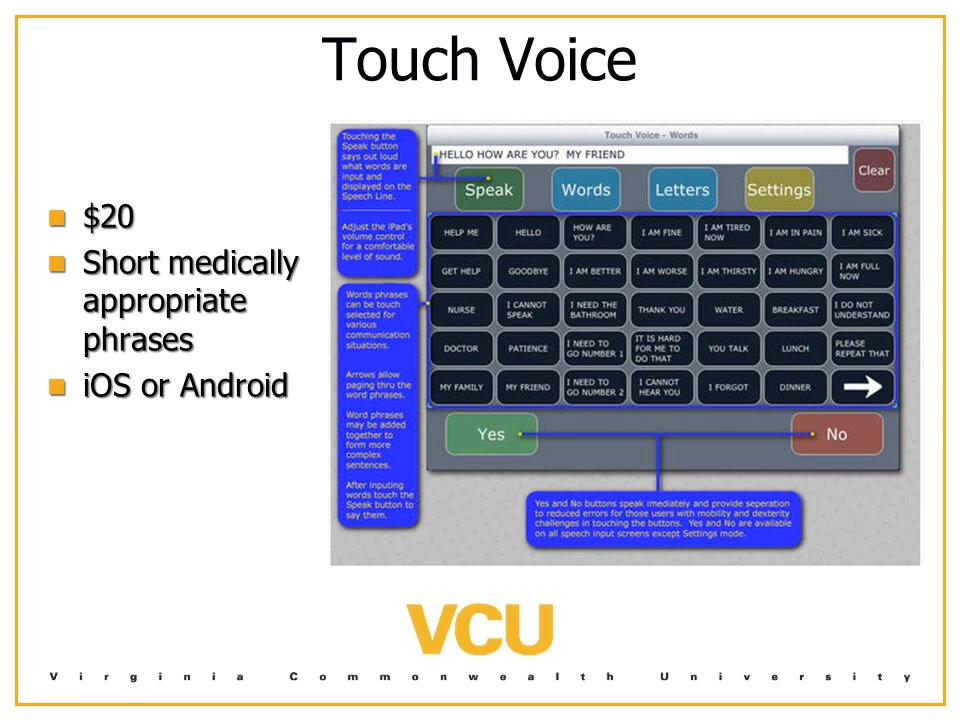 Touch Voice
$20
Short medically
appropriate
phrases
iOS or Android
Touching the
Speak button
says out loud
what words are
input and
displayed on the
Speech Line.
Adjust the iPad's
volume control
for a comfortable
level of sound.
Words phrases
can be touch
selected for
various
communication
situations.
Arrows allow
paging thru the
word phrases.
Word phrases
may be added
together to
form more
complex
sentences.
After inputing
words touch the
Speak button to
say them.
Touch Voice - Words
HELLO HOW ARE YOU? MY FRIEND
Clear
Speak Words Letters Settings
HELP ME
HELLO
HOW ARE
YOU?
I AM FINE
I AM TIRED
NOW
I AM IN PAIN
I AM SICK
GET HELP
GOODBYE
I AM BETTER
I AM WORSE
I AM THIRSTY
I AM HUNGRY
I AM FULL
NOW
NURSE
I CANNOT
SPEAK
I NEED THE
BATHROOM
THANK YOU
WATER
BREAKFAST
I DO NOT
UNDERSTAND
DOCTOR
PATIENCE
I NEED TO
GO NUMBER 1
IT IS HARD
FOR ME TO
DO THAT
YOU TALK
LUNCH
PLEASE
REPEAT THAT
MY FAMILY
MY FRIEND
I NEED TO
GO NUMBER 2
I CANNOT
HEAR YOU
I FORGOT
DINNER
Yes No
Yes and No buttons speak imediately and provide seperation
to reduced errors for those users with mobility and dexterity
challenges in touching the buttons. Yes and No are available
on all speech input screens except Settings mode.
VCU
Virginia Commonwealth University